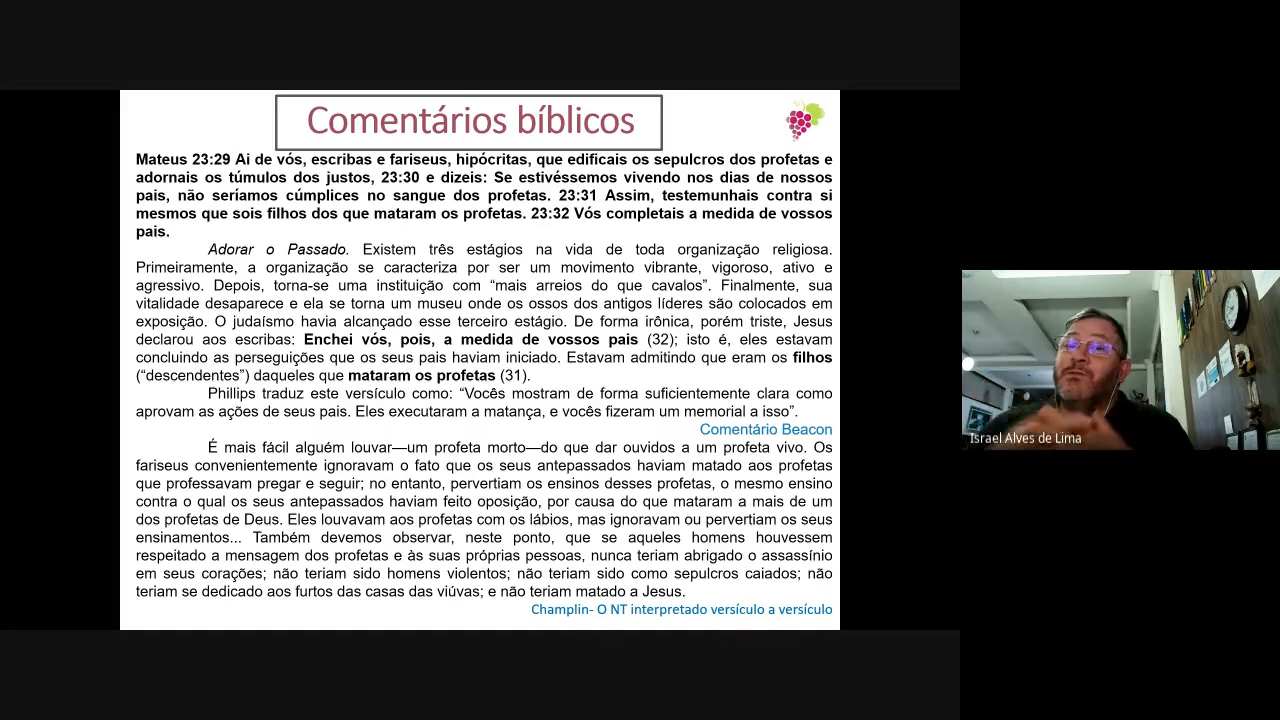 Comentários bíblicos
Mateus 23:29 Ai de vós, escribas e fariseus, hipócritas, que edificais os sepulcros dos profetas e
adornais os túmulos dos justos, 23:30 e dizeis: Se estivéssemos vivendo nos dias de nossos
pais, não seríamos cúmplices no sangue dos profetas. 23:31 Assim, testemunhais contra si
mesmos que sois filhos dos que mataram os profetas. 23:32 Vós completais a medida de vossos
pais.
Adorar o Passado. Existem três estágios na vida de toda organização religiosa.
Primeiramente, a organização se caracteriza por ser um movimento vibrante, vigoroso, ativo e
agressivo. Depois, torna-se uma instituição com “mais arreios do que cavalos”. Finalmente, sua
vitalidade desaparece e ela se torna um museu onde os ossos dos antigos líderes são colocados em
exposição. O judaísmo havia alcançado esse terceiro estágio. De forma irônica, porém triste, Jesus
declarou aos escribas: Enchei vós, pois, a medida de vossos pais (32); isto é, eles estavam
concluindo as perseguições que os seus pais haviam iniciado. Estavam admitindo que eram os filhos
(“descendentes”) daqueles que mataram os profetas (31).
Phillips traduz este versículo como: “Vocês mostram de forma suficientemente clara como
aprovam as ações de seus pais. Eles executaram a matança, e vocês fizeram um memorial a isso”.
Comentário Beacon
É mais fácil alguém louvar—um profeta morto—do que dar ouvidos a um profeta vivo. Os
fariseus convenientemente ignoravam o fato que os seus antepassados haviam matado aos profetas
que professavam pregar e seguir; no entanto, pervertiam os ensinos desses profetas, o mesmo ensino
contra o qual os seus antepassados haviam feito oposição, por causa do que mataram a mais de um
dos profetas de Deus. Eles louvavam aos profetas com os lábios, mas ignoravam ou pervertiam os seus
ensinamentos... Também devemos observar, neste ponto, que se aqueles homens houvessem
respeitado a mensagem dos profetas e às suas próprias pessoas, nunca teriam abrigado o assassínio
em seus corações; não teriam sido homens violentos; não teriam sido como sepulcros caiados; não
teriam se dedicado aos furtos das casas das viúvas; e não teriam matado a Jesus.
Champlin- O NT interpretado versículo a versículo
Israel Alves de Lima